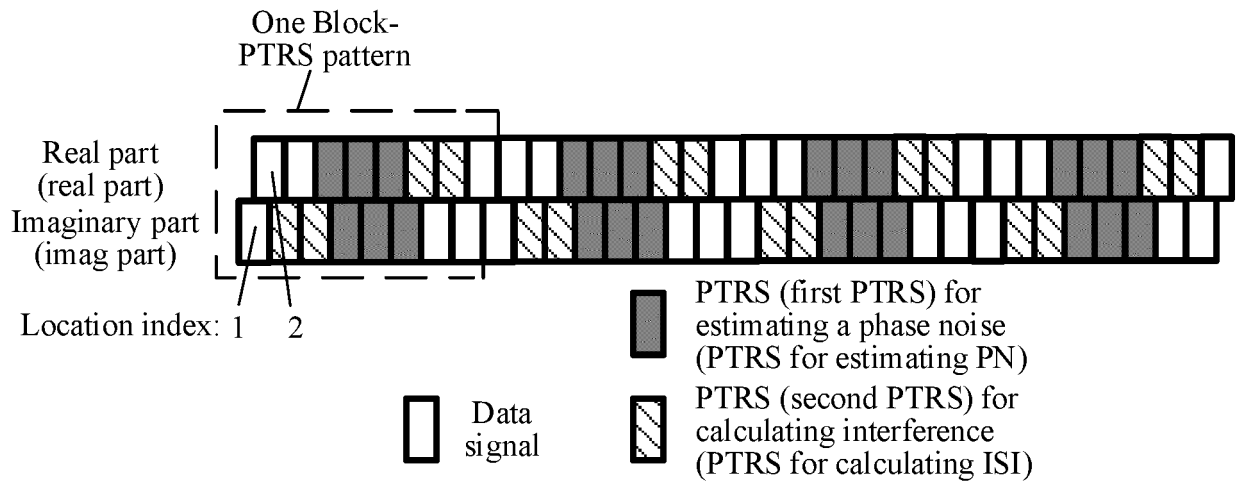 One Block-
PTRS pattern
Real part
(real part)
Imaginary part
(imag part)
Location index: 1 2
PTRS (first PTRS) for
estimating a phase noise
(PTRS for estimating PN)
Data
signal
PTRS (second PTRS) for
calculating interference
(PTRS for calculating ISI)